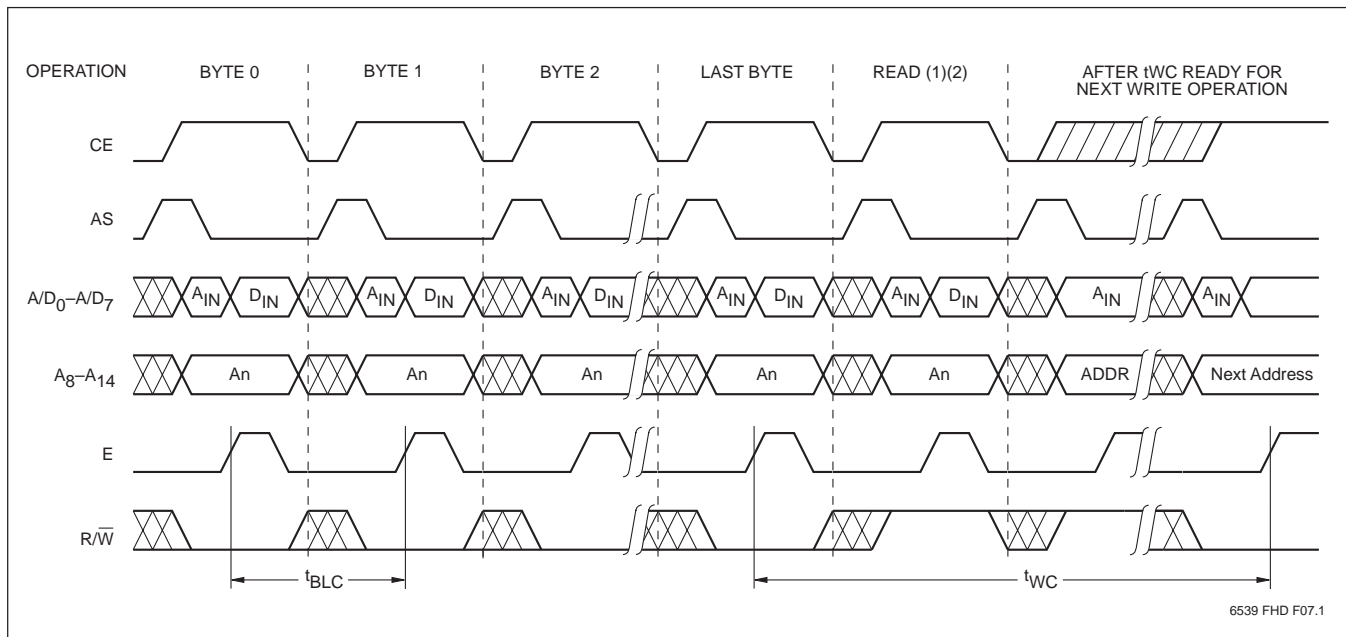 OPERATION BYTE 0 BYTE 1 BYTE 2 LAST BYTE READ (1)(2) AFTER tWC READY FOR
NEXT WRITE OPERATION
CE
AS
A/D0–A/D7 AIN DIN AIN DIN AIN DIN AIN DIN AIN DIN AIN AIN
A8–A14 An An An An An ADDR Next Address
E
R/W̅
tBLC tWC
6539 FHD F07.1